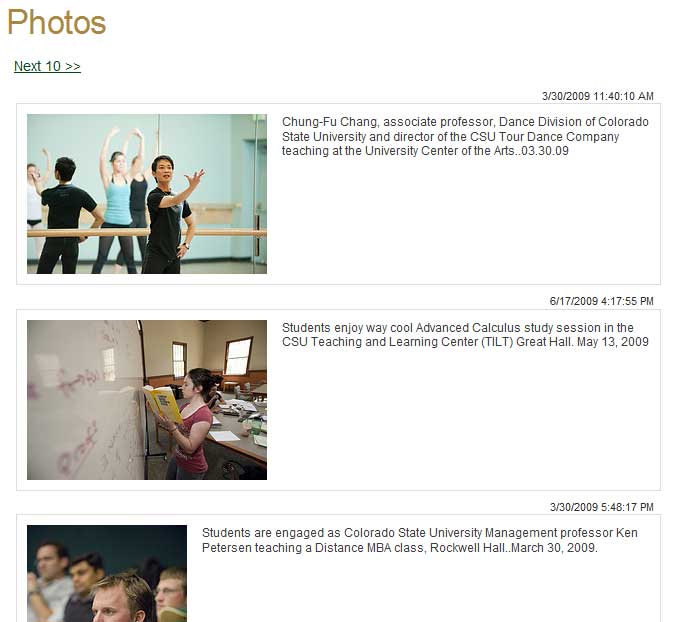 Photos
Next 10 >>
3/30/2009 11:40:10 AM
Chung-Fu Chang, associate professor, Dance Division of Colorado
State University and director of the CSU Tour Dance Company
teaching at the University Center of the Arts..03.30.09
6/17/2009 4:17:55 PM
Students enjoy way cool Advanced Calculus study session in the
CSU Teaching and Learning Center (TILT) Great Hall. May 13, 2009
3/30/2009 5:48:17 PM
Students are engaged as Colorado State University Management professor Ken
Petersen teaching a Distance MBA class, Rockwell Hall..March 30, 2009.